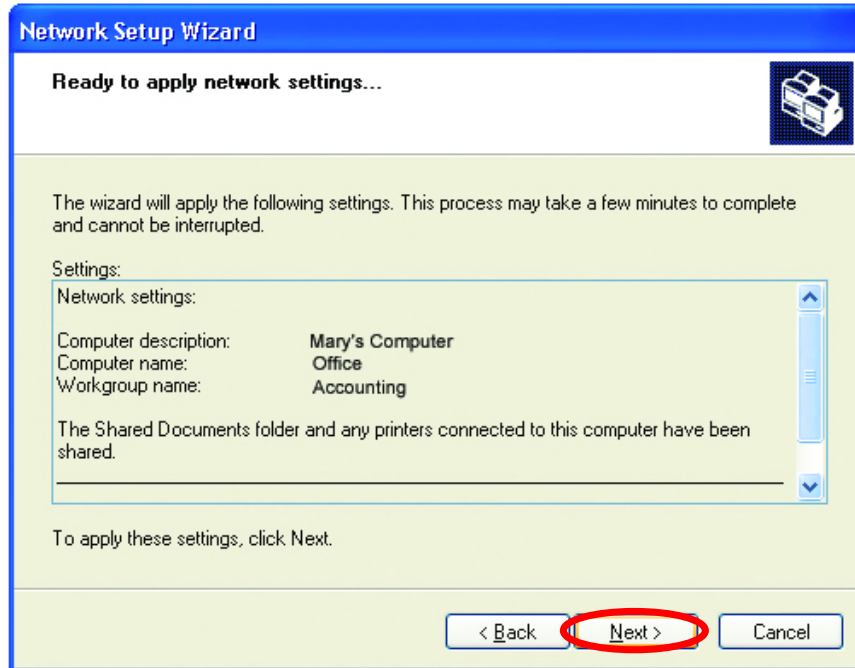 Network Setup Wizard
Ready to apply network settings...
The wizard will apply the following settings. This process may take a few minutes to complete
and cannot be interrupted.
Settings:
Network settings:
Computer description: Mary's Computer
Computer name: Office
Workgroup name: Accounting
The Shared Documents folder and any printers connected to this computer have been
shared.
To apply these settings, click Next.
< Back Next > Cancel